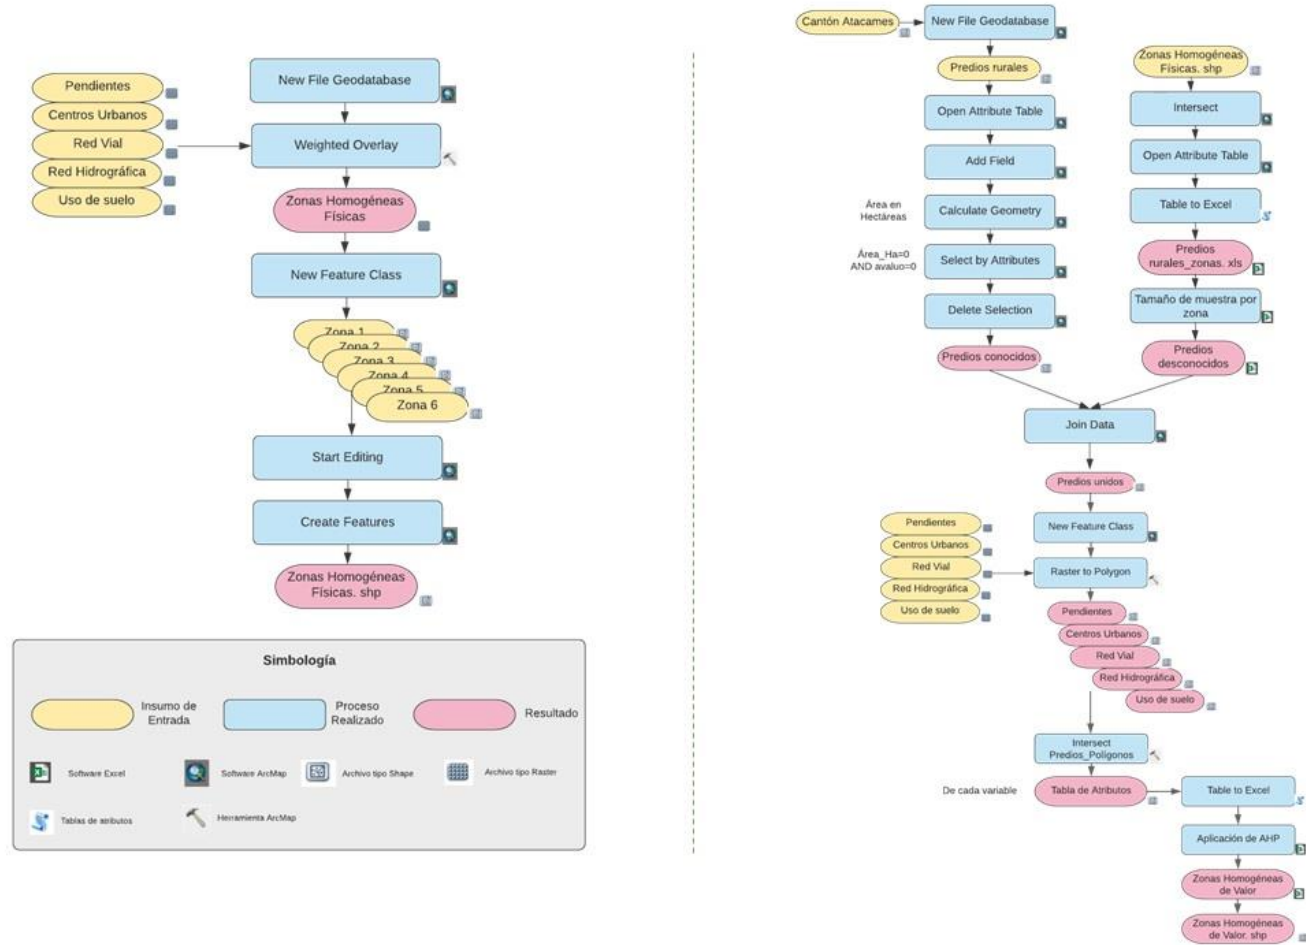 Pendientes
Centros Urbanos
Red Vial
Red Hidrográfica
Uso de suelo
New File Geodatabase
Weighted Overlay
Zonas Homogéneas
Físicas
New Feature Class
Zona 1
Zona 2
Zona 3
Zona 4
Zona 5
Zona 6
Start Editing
Create Features
Zonas Homogéneas
Físicas. shp
Simbología
Insumo de
Entrada
Proceso
Realizado
Resultado
Software Excel
Software ArcMap
Archivo tipo Shape
Archivo tipo Raster
Tablas de atributos
Herramienta ArcMap
Cantón Atacames
New File Geodatabase
Predios rurales
Open Attribute Table
Add Field
Área en
Hectáreas
Calculate Geometry
Área_Ha=0
AND avaluo=0
Select by Attributes
Delete Selection
Predios conocidos
Zonas Homogéneas
Físicas. shp
Intersect
Open Attribute Table
Table to Excel
Predios
rurales_zonas. xls
Tamaño de muestra por
zona
Predios
desconocidos
Join Data
Predios unidos
New Feature Class
Pendientes
Centros Urbanos
Red Vial
Red Hidrográfica
Uso de suelo
Raster to Polygon
Pendientes
Centros Urbanos
Red Vial
Red Hidrográfica
Uso de suelo
Intersect
Predios_Polígonos
De cada variable
Tabla de Atributos
Table to Excel
Aplicación de AHP
Zonas Homogéneas
de Valor
Zonas Homogéneas
de Valor. shp